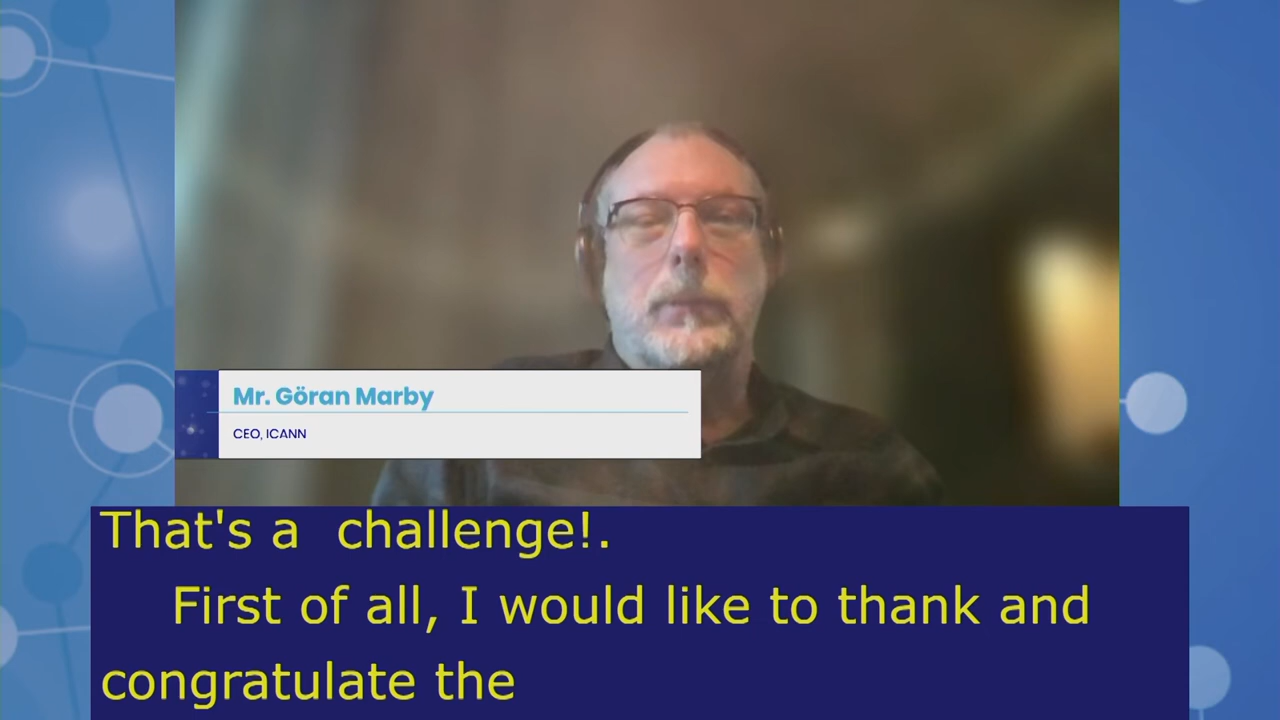 Mr. Göran Marby
CEO, ICANN
That's a  challenge!.
First of all, I would like to thank and
congratulate the